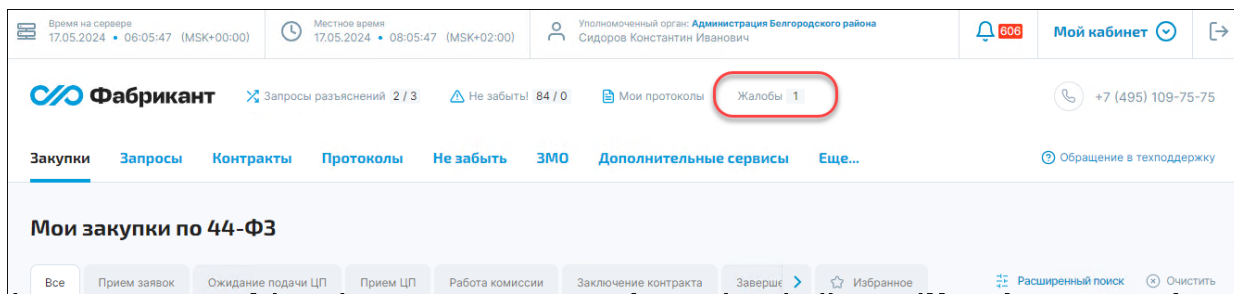 Время на сервере
17.05.2024 • 06:05:47 (MSK+00:00)
Местное время
17.05.2024 • 08:05:47 (MSK+02:00)
Уполномоченный орган: Администрация Белгородского района
Сидоров Константин Иванович
606
Мой кабинет
Фабрикант
Запросы разъяснений 2 / 3
Не забыть! 84 / 0
Мои протоколы
Жалобы 1
+7 (495) 109-75-75
Закупки Запросы Контракты Протоколы Не забыть ЗМО Дополнительные сервисы Еще...
Обращение в техподдержку
Мои закупки по 44-ФЗ
Все Прием заявок Ожидание подачи ЦП Прием ЦП Работа комиссии Заключение контракта Заверше Избранное
Расширенный поиск Очистить